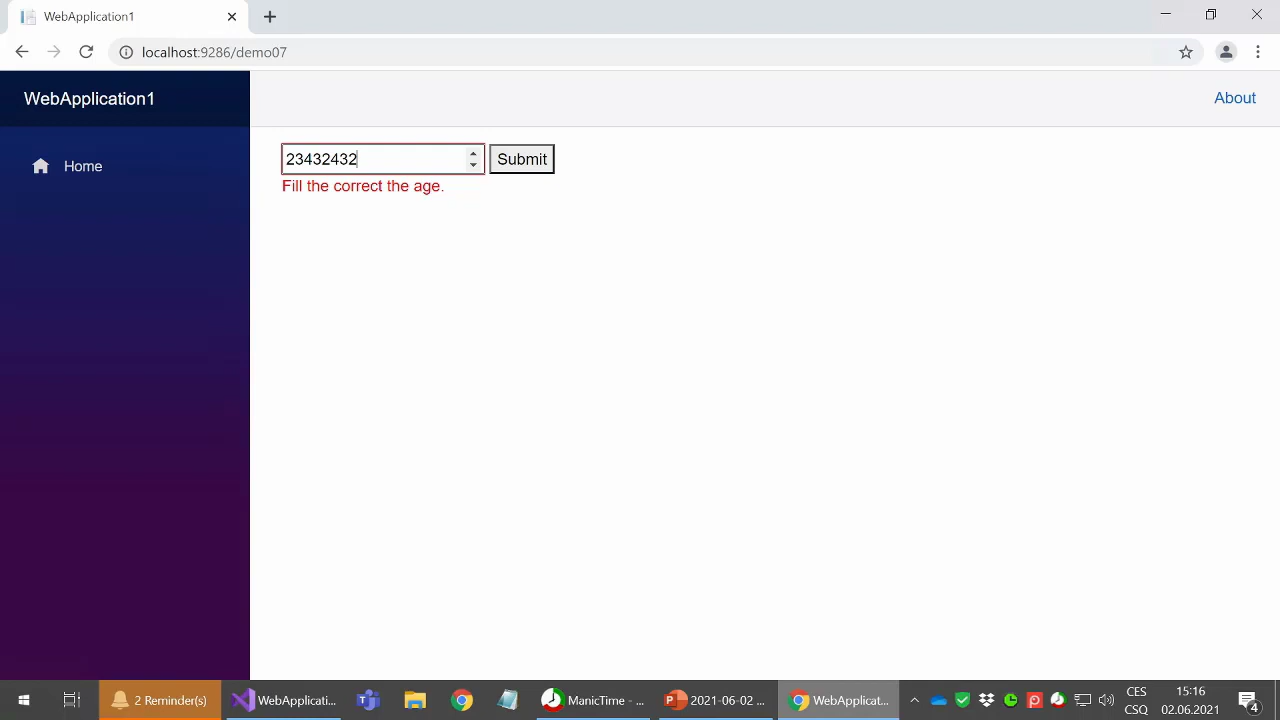 WebApplication1
localhost:9286/demo07
WebApplication1
About
Home
23432432
Submit
Fill the correct the age.
2 Reminder(s)
WebApplicati...
ManicTime - ...
2021-06-02 ...
WebApplicat...
CES
CSQ
15:16
02.06.2021
4